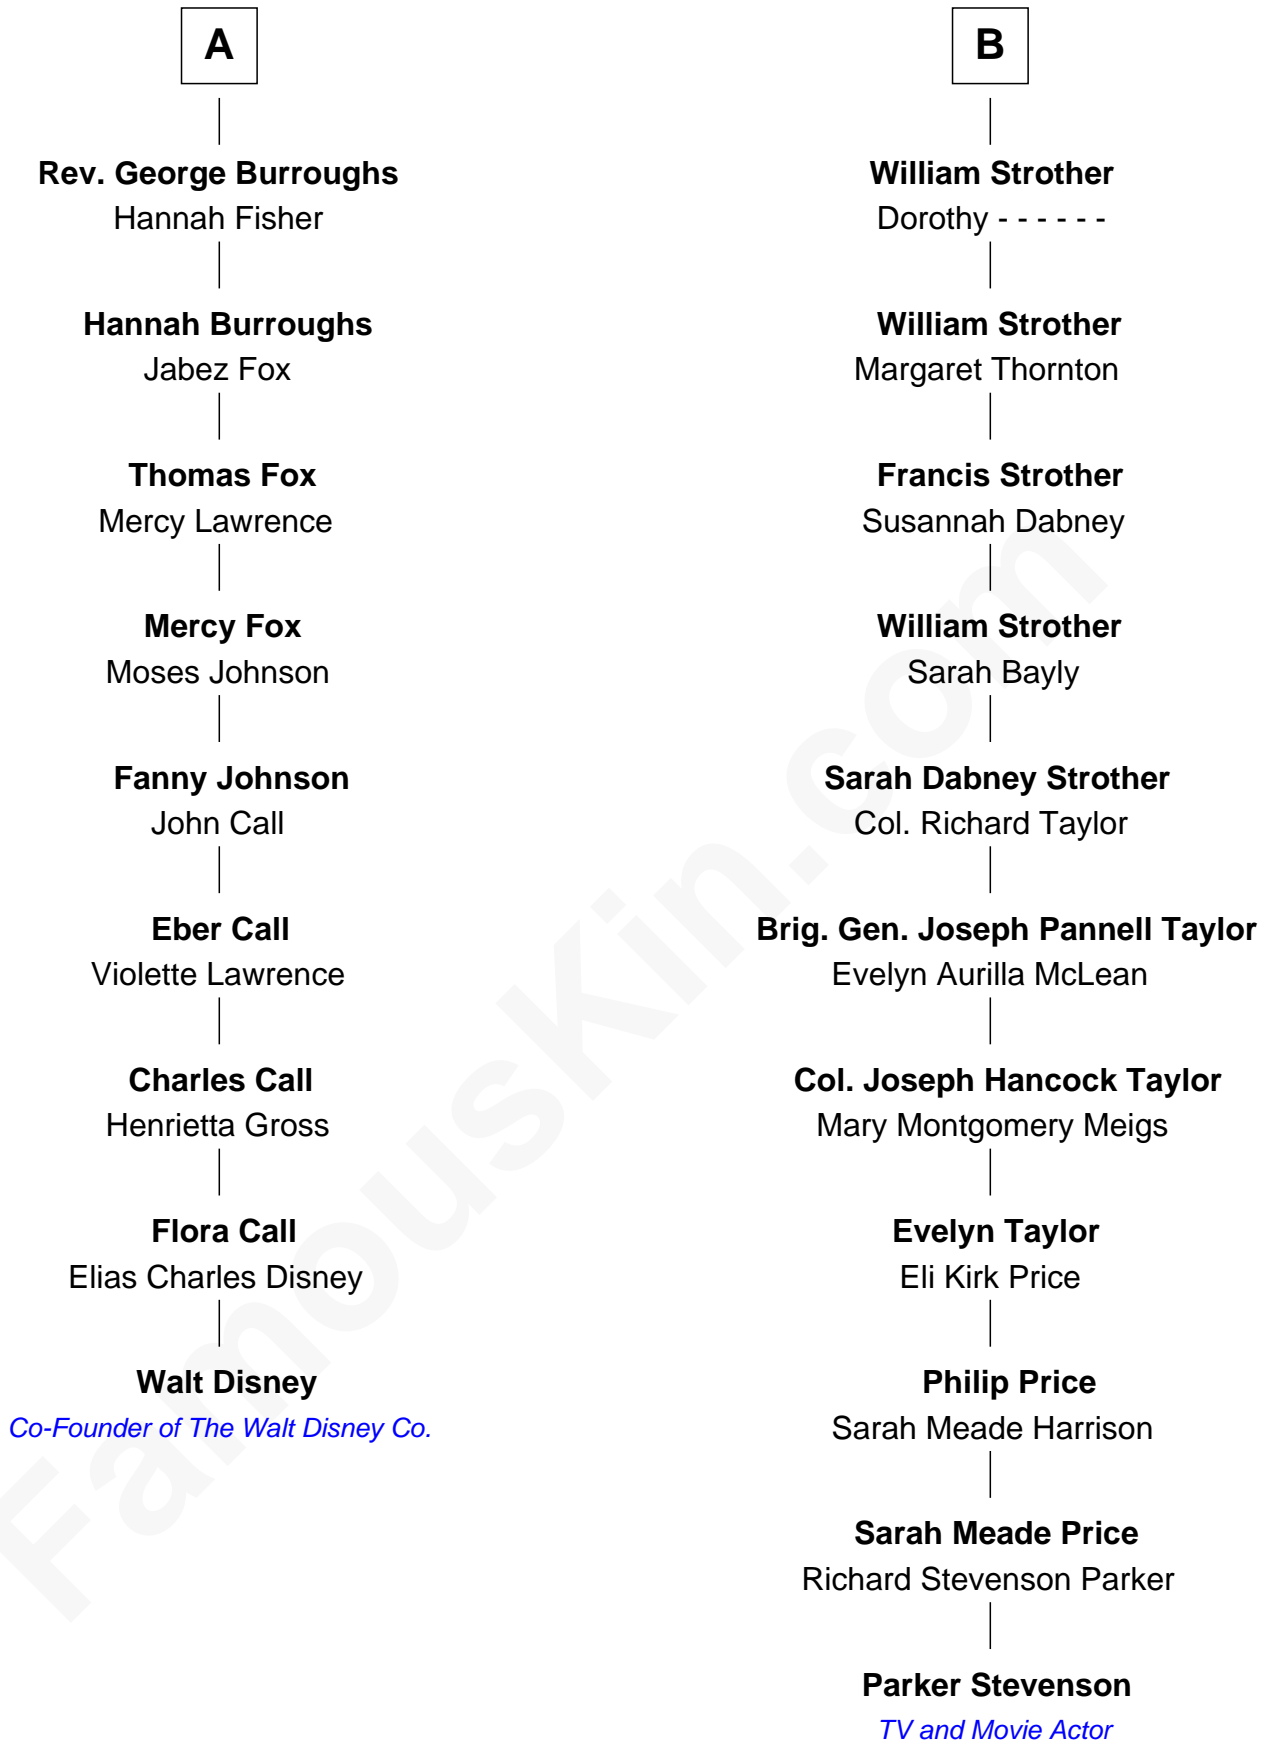 A
Rev. George Burroughs
Hannah Fisher
Hannah Burroughs
Jabez Fox
Thomas Fox
Mercy Lawrence
Mercy Fox
Moses Johnson
Fanny Johnson
John Call
Eber Call
Violette Lawrence
Charles Call
Henrietta Gross
Flora Call
Elias Charles Disney
Walt Disney
Co-Founder of The Walt Disney Co.
B
William Strother
Dorothy - - - - - -
William Strother
Margaret Thornton
Francis Strother
Susannah Dabney
William Strother
Sarah Bayly
Sarah Dabney Strother
Col. Richard Taylor
Brig. Gen. Joseph Pannell Taylor
Evelyn Aurilla McLean
Col. Joseph Hancock Taylor
Mary Montgomery Meigs
Evelyn Taylor
Eli Kirk Price
Philip Price
Sarah Meade Harrison
Sarah Meade Price
Richard Stevenson Parker
Parker Stevenson
TV and Movie Actor
FamousKin.com